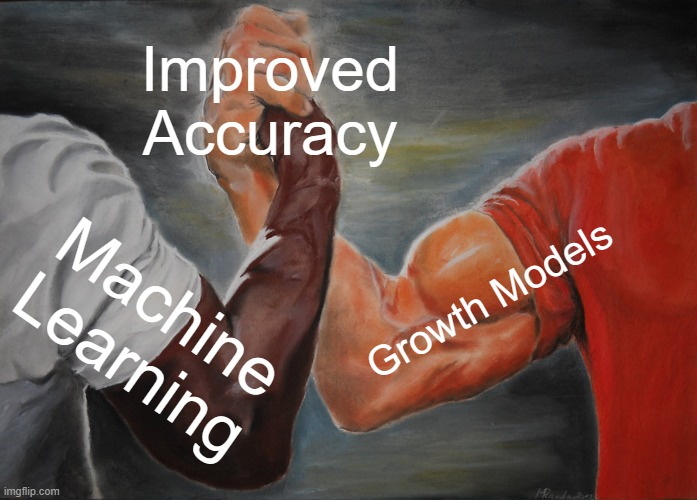 Improved
Accuracy
Machine
Learning
Growth Models
imgflip.com